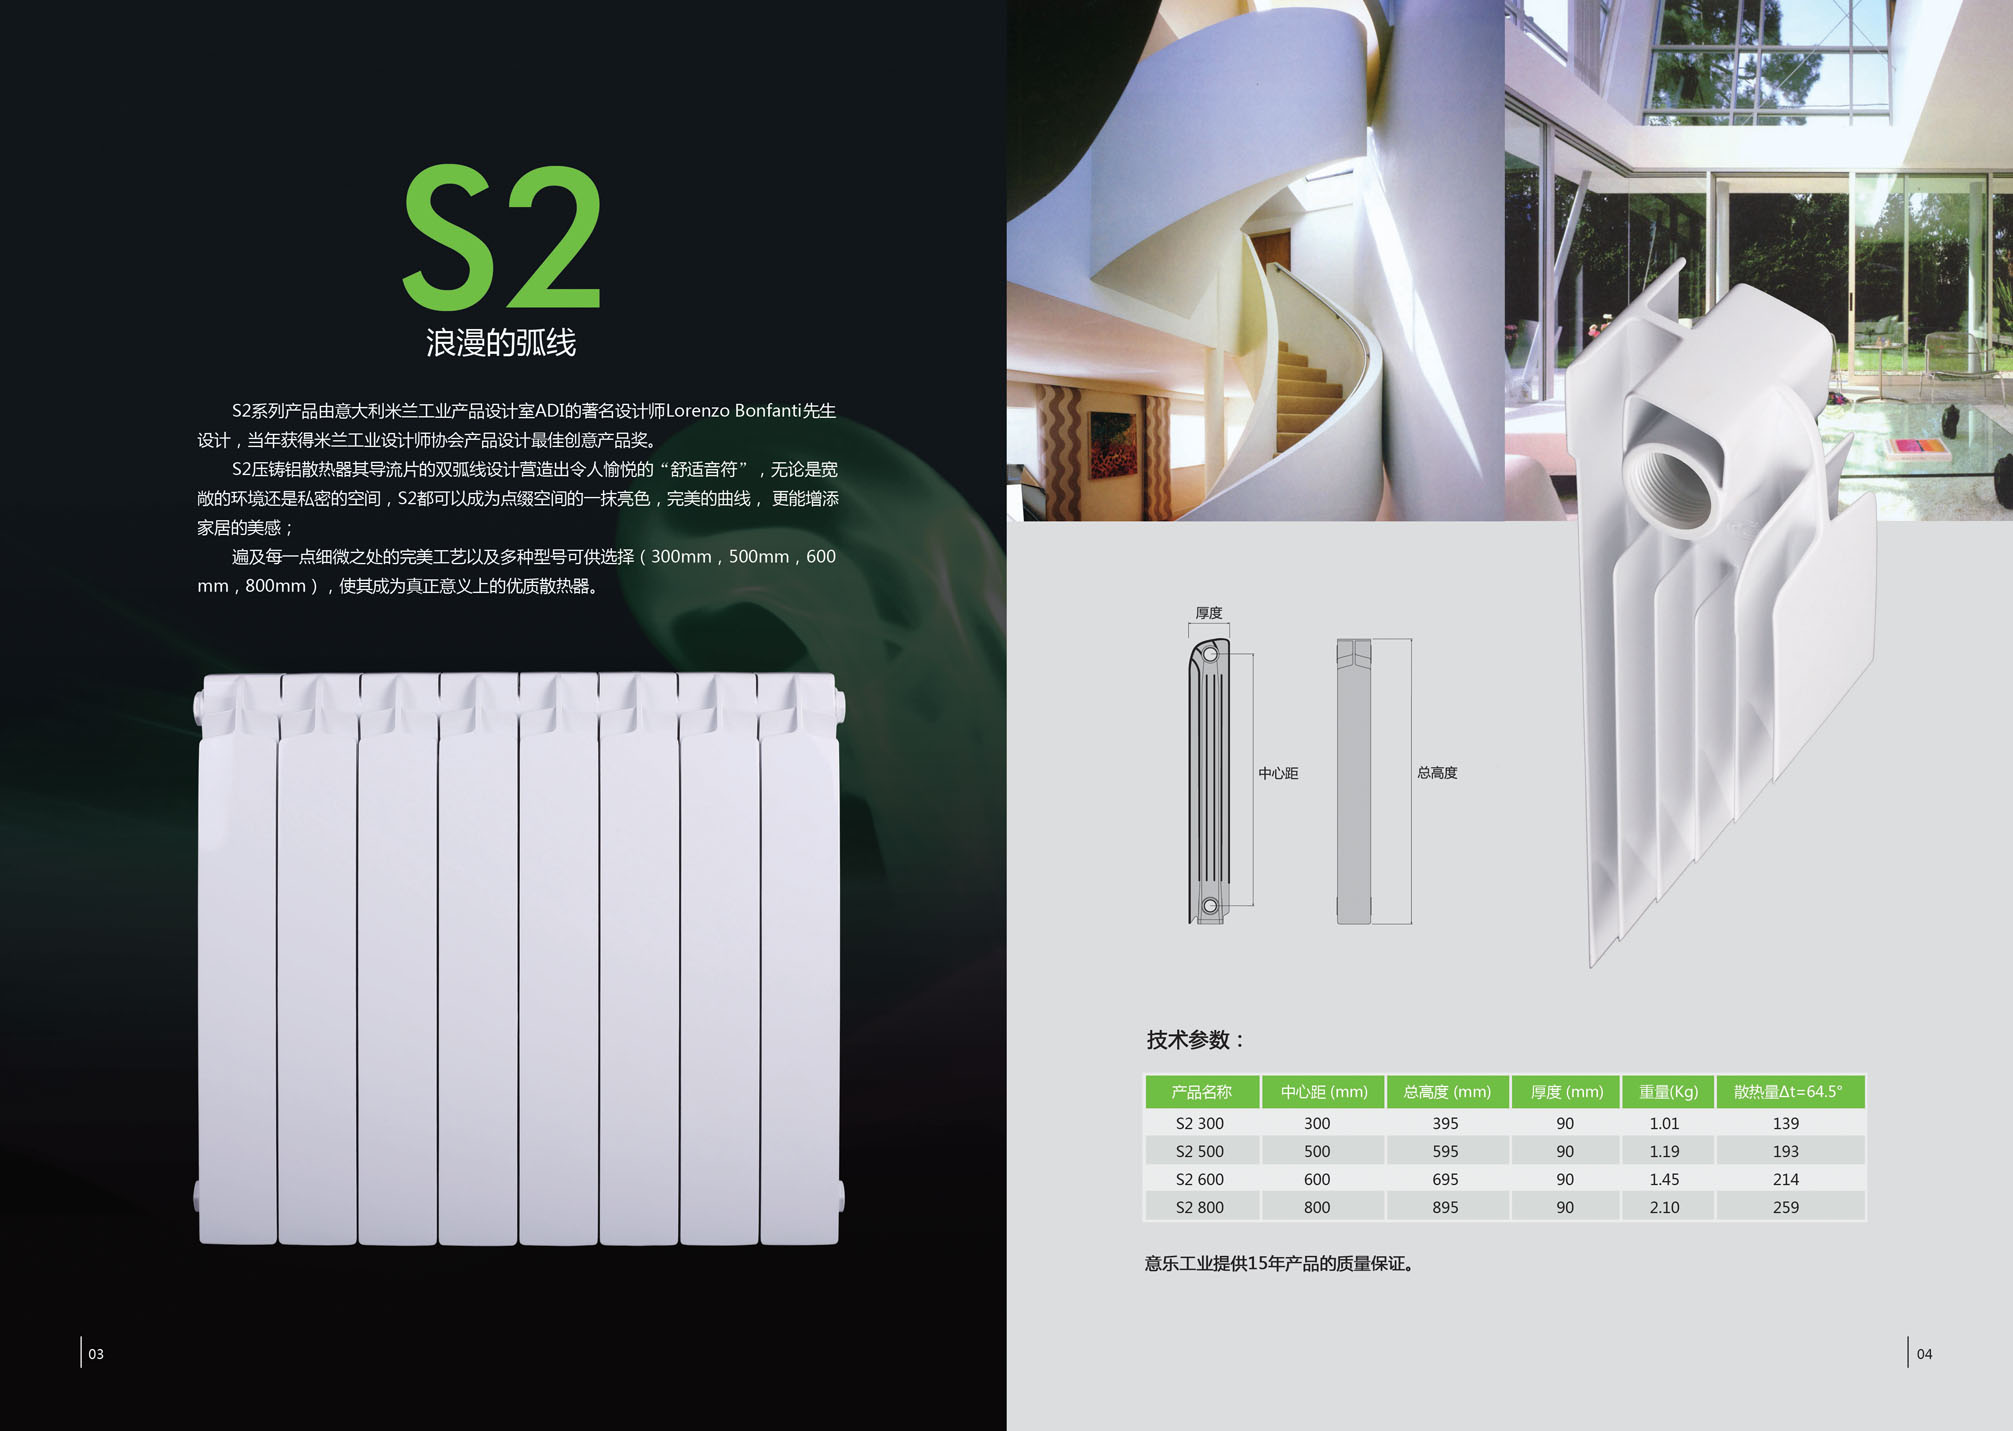 S2
浪漫的弧线
S2系列产品由意大利米兰工业产品设计室ADI的著名设计师Lorenzo Bonfanti先生
设计，当年获得米兰工业设计师协会产品设计最佳创意产品奖。
S2压铸铝散热器其导流片的双弧线设计营造出令人愉悦的“舒适音符”，无论是宽
敞的环境还是私密的空间，S2都可以成为点缀空间的一抹亮色，完美的曲线， 更能增添
家居的美感；
遍及每一点细微之处的完美工艺以及多种型号可供选择（300mm，500mm，600
mm，800mm），使其成为真正意义上的优质散热器。
03
厚度
中心距
总高度
技术参数：
产品名称 中心距 (mm) 总高度 (mm) 厚度 (mm) 重量(Kg) 散热量Δt=64.5°
S2 300 300 395 90 1.01 139
S2 500 500 595 90 1.19 193
S2 600 600 695 90 1.45 214
S2 800 800 895 90 2.10 259
意乐工业提供15年产品的质量保证。
04